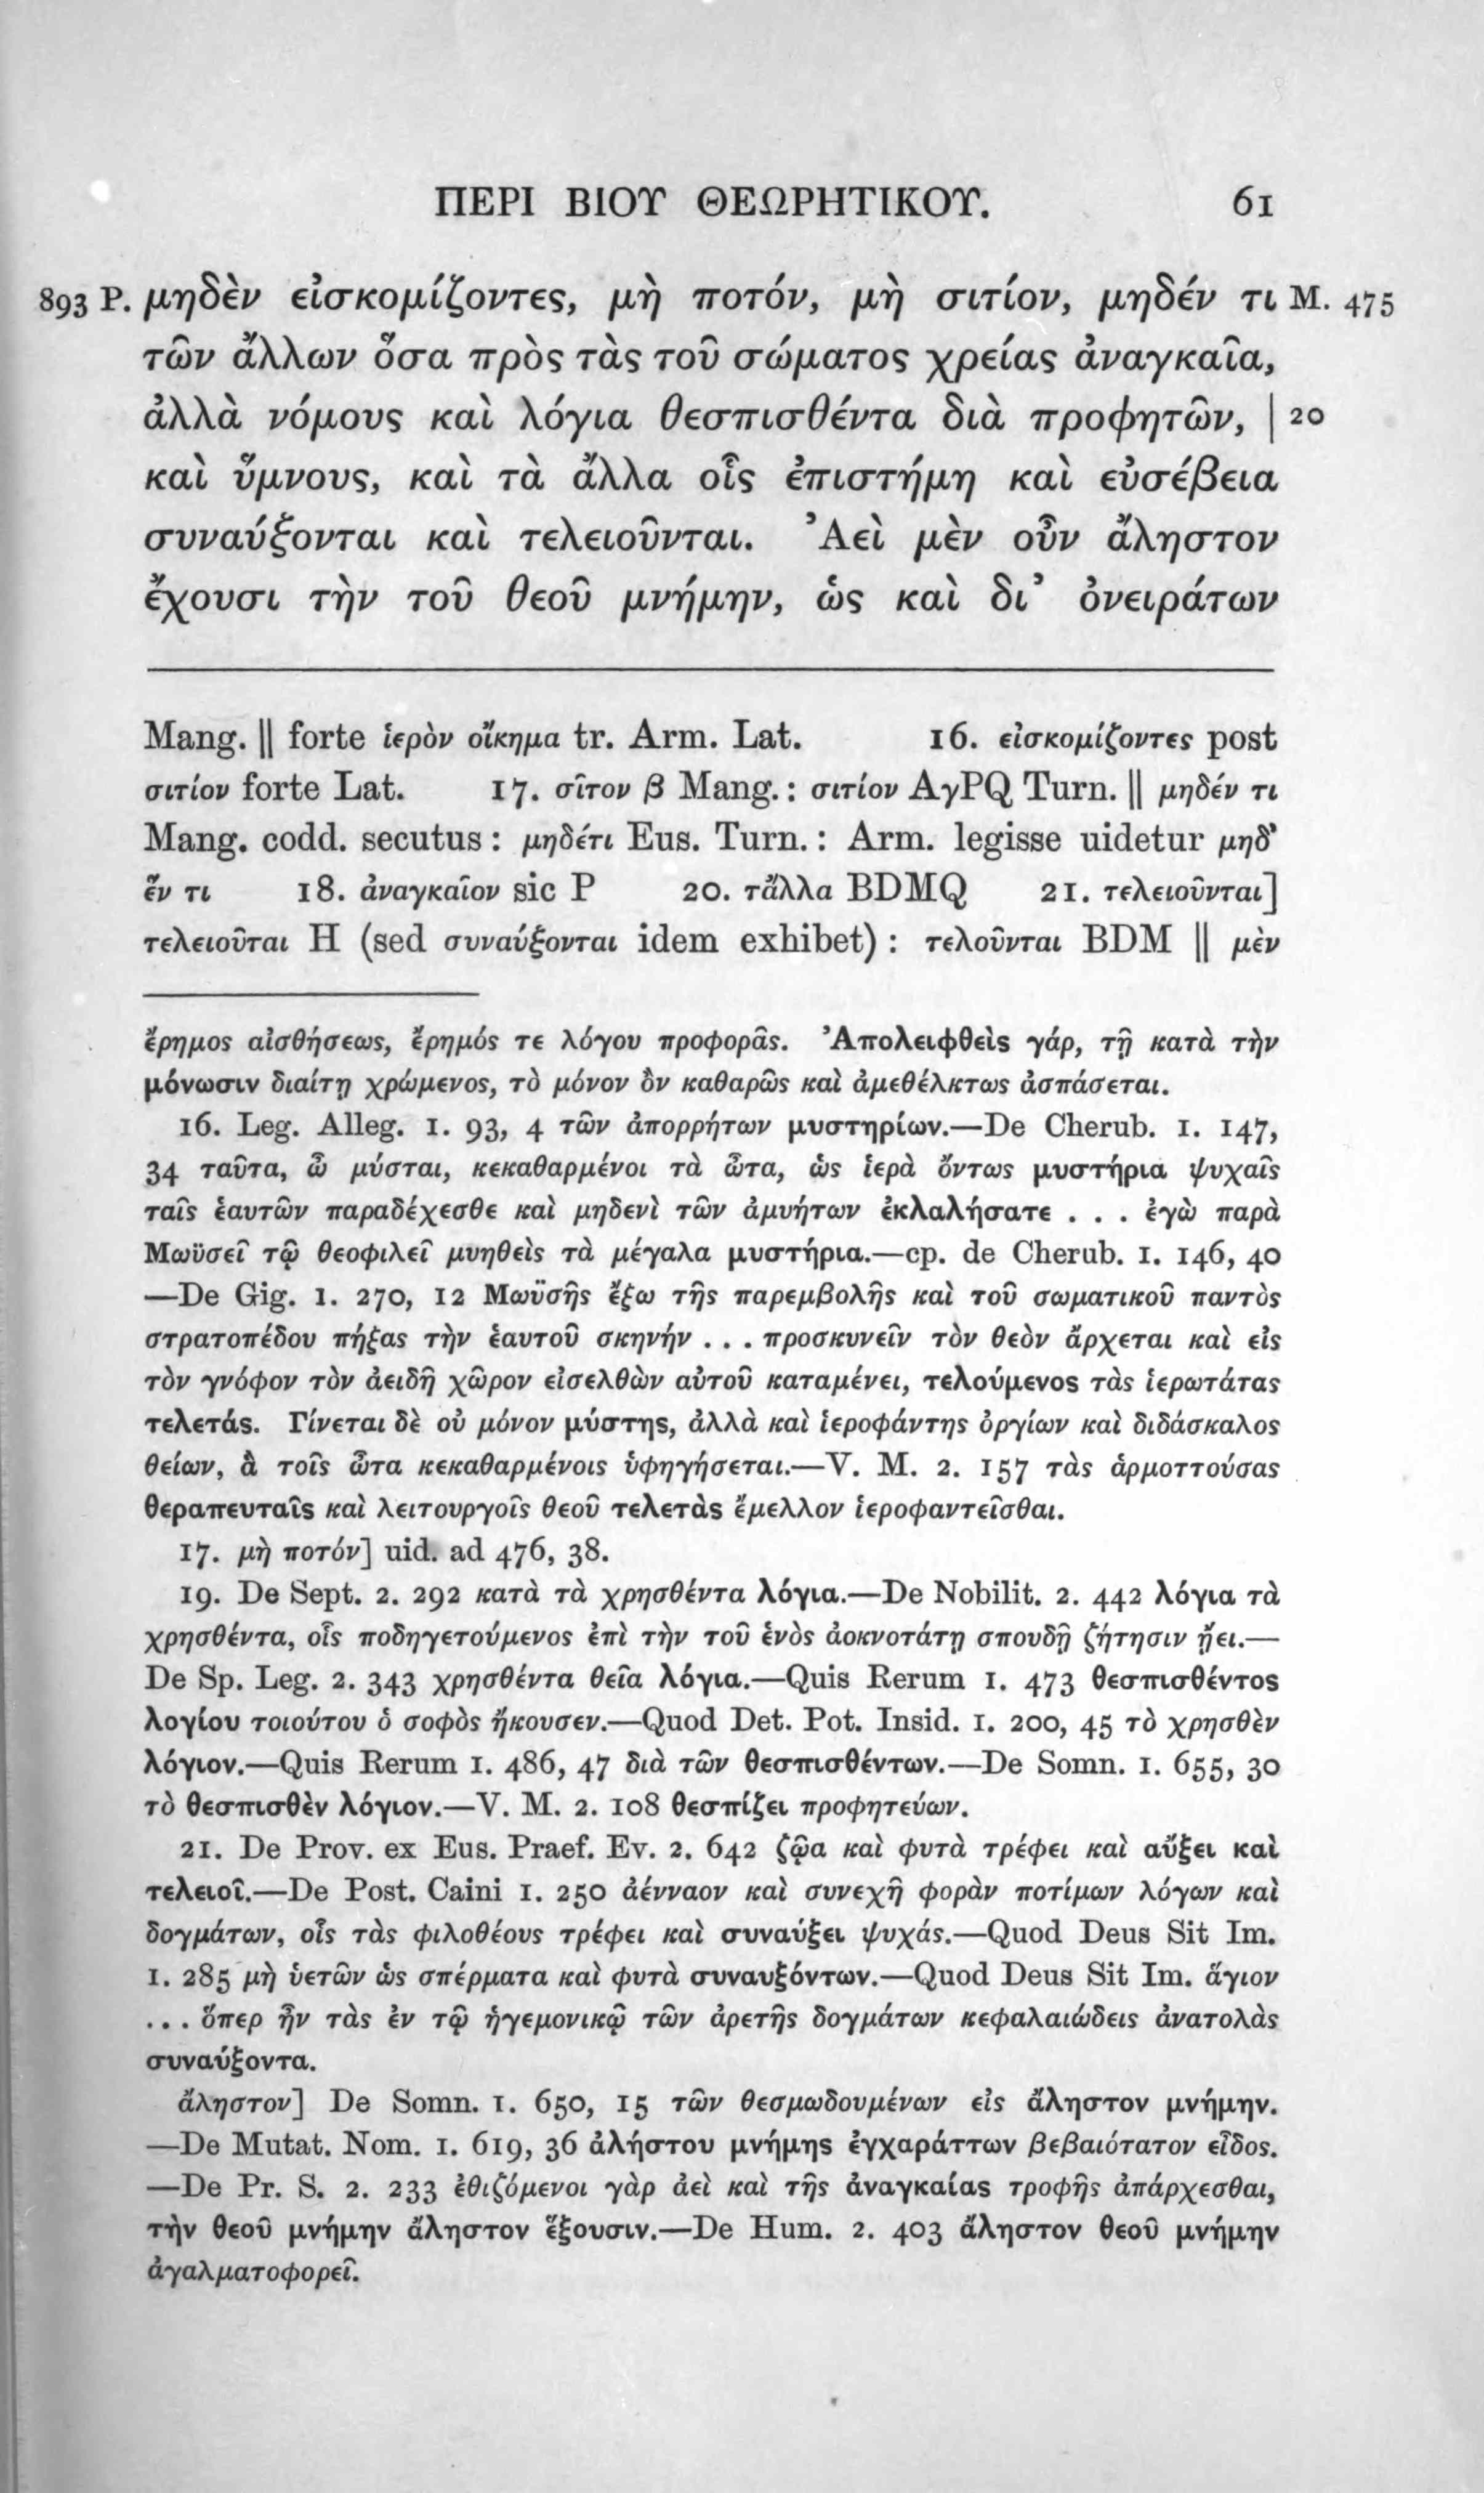 ΠΕΡΙ ΒΙΟΥ ΘΕΩΡΗΤΙΚΟΥ. 61
893 P. μηδὲν εἰσκομίζοντες, μὴ ποτόν, μὴ σιτίον, μηδέν τι M. 475
τῶν ἄλλων ὅσα πρὸς τὰς τοῦ σώματος χρείας ἀναγκαῖα,
ἀλλὰ νόμους καὶ λόγια θεσπισθέντα διὰ προφητῶν, | 20
καὶ ὕμνους, καὶ τὰ ἄλλα οἷς ἐπιστήμη καὶ εὐσέβεια
συναύξονται καὶ τελειοῦνται. Ἀεὶ μὲν οὖν ἄληστον
ἔχουσι τὴν τοῦ θεοῦ μνήμην, ὡς καὶ δι’ ὀνειράτων
Mang. || forte ἱερὸν οἴκημα tr. Arm. Lat. 16. εἰσκομίζοντες post
σιτίον forte Lat. 17. σῖτον β Mang. : σιτίον AγPQ Turn. || μηδέν τι
Mang. codd. secutus : μηδέτι Eus. Turn. : Arm. legisse uidetur μηδ’
ἕν τι 18. ἀναγκαῖον sic P 20. τἄλλα BDMQ 21. τελειοῦνται]
τελειοῦται H (sed συναύξονται idem exhibet) : τελοῦνται BDM || μὲν
ἔρημος αἰσθήσεως, ἔρημός τε λόγου προφορᾶς. Ἀπολειφθεὶς γάρ, τῇ κατὰ τὴν
μόνωσιν διαίτῃ χρώμενος, τὸ μόνον ὂν καθαρῶς καὶ ἀμεθέλκτως ἀσπάσεται.
16. Leg. Alleg. 1. 93, 4 τῶν ἀπορρήτων μυστηρίων.—De Cherub. 1. 147,
34 ταῦτα, ὦ μύσται, κεκαθαρμένοι τὰ ὦτα, ὡς ἱερὰ ὄντως μυστήρια ψυχαῖς
ταῖς ἑαυτῶν παραδέχεσθε καὶ μηδενὶ τῶν ἀμυήτων ἐκλαλήσατε . . . ἐγὼ παρὰ
Μωϋσεῖ τῷ θεοφιλεῖ μυηθεὶς τὰ μέγαλα μυστήρια.—cp. de Cherub. 1. 146, 40
—De Gig. 1. 270, 12 Μωϋσῆς ἔξω τῆς παρεμβολῆς καὶ τοῦ σωματικοῦ παντὸς
στρατοπέδου πήξας τὴν ἑαυτοῦ σκηνήν . . . προσκυνεῖν τὸν θεὸν ἄρχεται καὶ εἰς
τὸν γνόφον τὸν ἀειδῆ χῶρον εἰσελθὼν αὐτοῦ καταμένει, τελούμενος τὰς ἱερωτάτας
τελετάς. Γίνεται δὲ οὐ μόνον μύστης, ἀλλὰ καὶ ἱεροφάντης ὀργίων καὶ διδάσκαλος
θείων, ἃ τοῖς ὦτα κεκαθαρμένοις ὑφηγήσεται.—V. M. 2. 157 τὰς ἁρμοττούσας
θεραπευταῖς καὶ λειτουργοῖς θεοῦ τελετὰς ἔμελλον ἱεροφαντεῖσθαι.
17. μὴ ποτόν] uid. ad 476, 38.
19. De Sept. 2. 292 κατὰ τὰ χρησθέντα λόγια.—De Nobilit. 2. 442 λόγια τὰ
χρησθέντα, οἷς ποδηγετούμενος ἐπὶ τὴν τοῦ ἑνὸς ἀοκνοτάτῃ σπουδῇ ζήτησιν ᾔει.—
De Sp. Leg. 2. 343 χρησθέντα θεῖα λόγια.—Quis Rerum 1. 473 θεσπισθέντος
λογίου τοιούτου ὁ σοφὸς ἤκουσεν.—Quod Det. Pot. Insid. 1. 200, 45 τὸ χρησθὲν
λόγιον.—Quis Rerum 1. 486, 47 διὰ τῶν θεσπισθέντων.—De Somn. 1. 655, 30
τὸ θεσπισθὲν λόγιον.—V. M. 2. 108 θεσπίζει προφητεύων.
21. De Prov. ex Eus. Praef. Ev. 2. 642 ζῷα καὶ φυτὰ τρέφει καὶ αὔξει καὶ
τελειοῖ.—De Post. Caini 1. 250 ἀένναον καὶ συνεχῆ φορὰν ποτίμων λόγων καὶ
δογμάτων, οἷς τὰς φιλοθέους τρέφει καὶ συναύξει ψυχάς.—Quod Deus Sit Im.
1. 285 μὴ ὑετῶν ὡς σπέρματα καὶ φυτὰ συναυξόντων.—Quod Deus Sit Im. ἅγιον
. . . ὅπερ ἦν τὰς ἐν τῷ ἡγεμονικῷ τῶν ἀρετῆς δογμάτων κεφαλαιώδεις ἀνατολὰς
συναύξοντα.
ἄληστον] De Somn. 1. 650, 15 τῶν θεσμωδουμένων εἰς ἄληστον μνήμην.
—De Mutat. Nom. 1. 619, 36 ἀλήστου μνήμης ἐγχαράττων βεβαιότατον εἶδος.
—De Pr. S. 2. 233 ἐθιζόμενοι γὰρ ἀεὶ καὶ τῆς ἀναγκαίας τροφῆς ἀπάρχεσθαι,
τὴν θεοῦ μνήμην ἄληστον ἕξουσιν.—De Hum. 2. 403 ἄληστον θεοῦ μνήμην
ἀγαλματοφορεῖ.